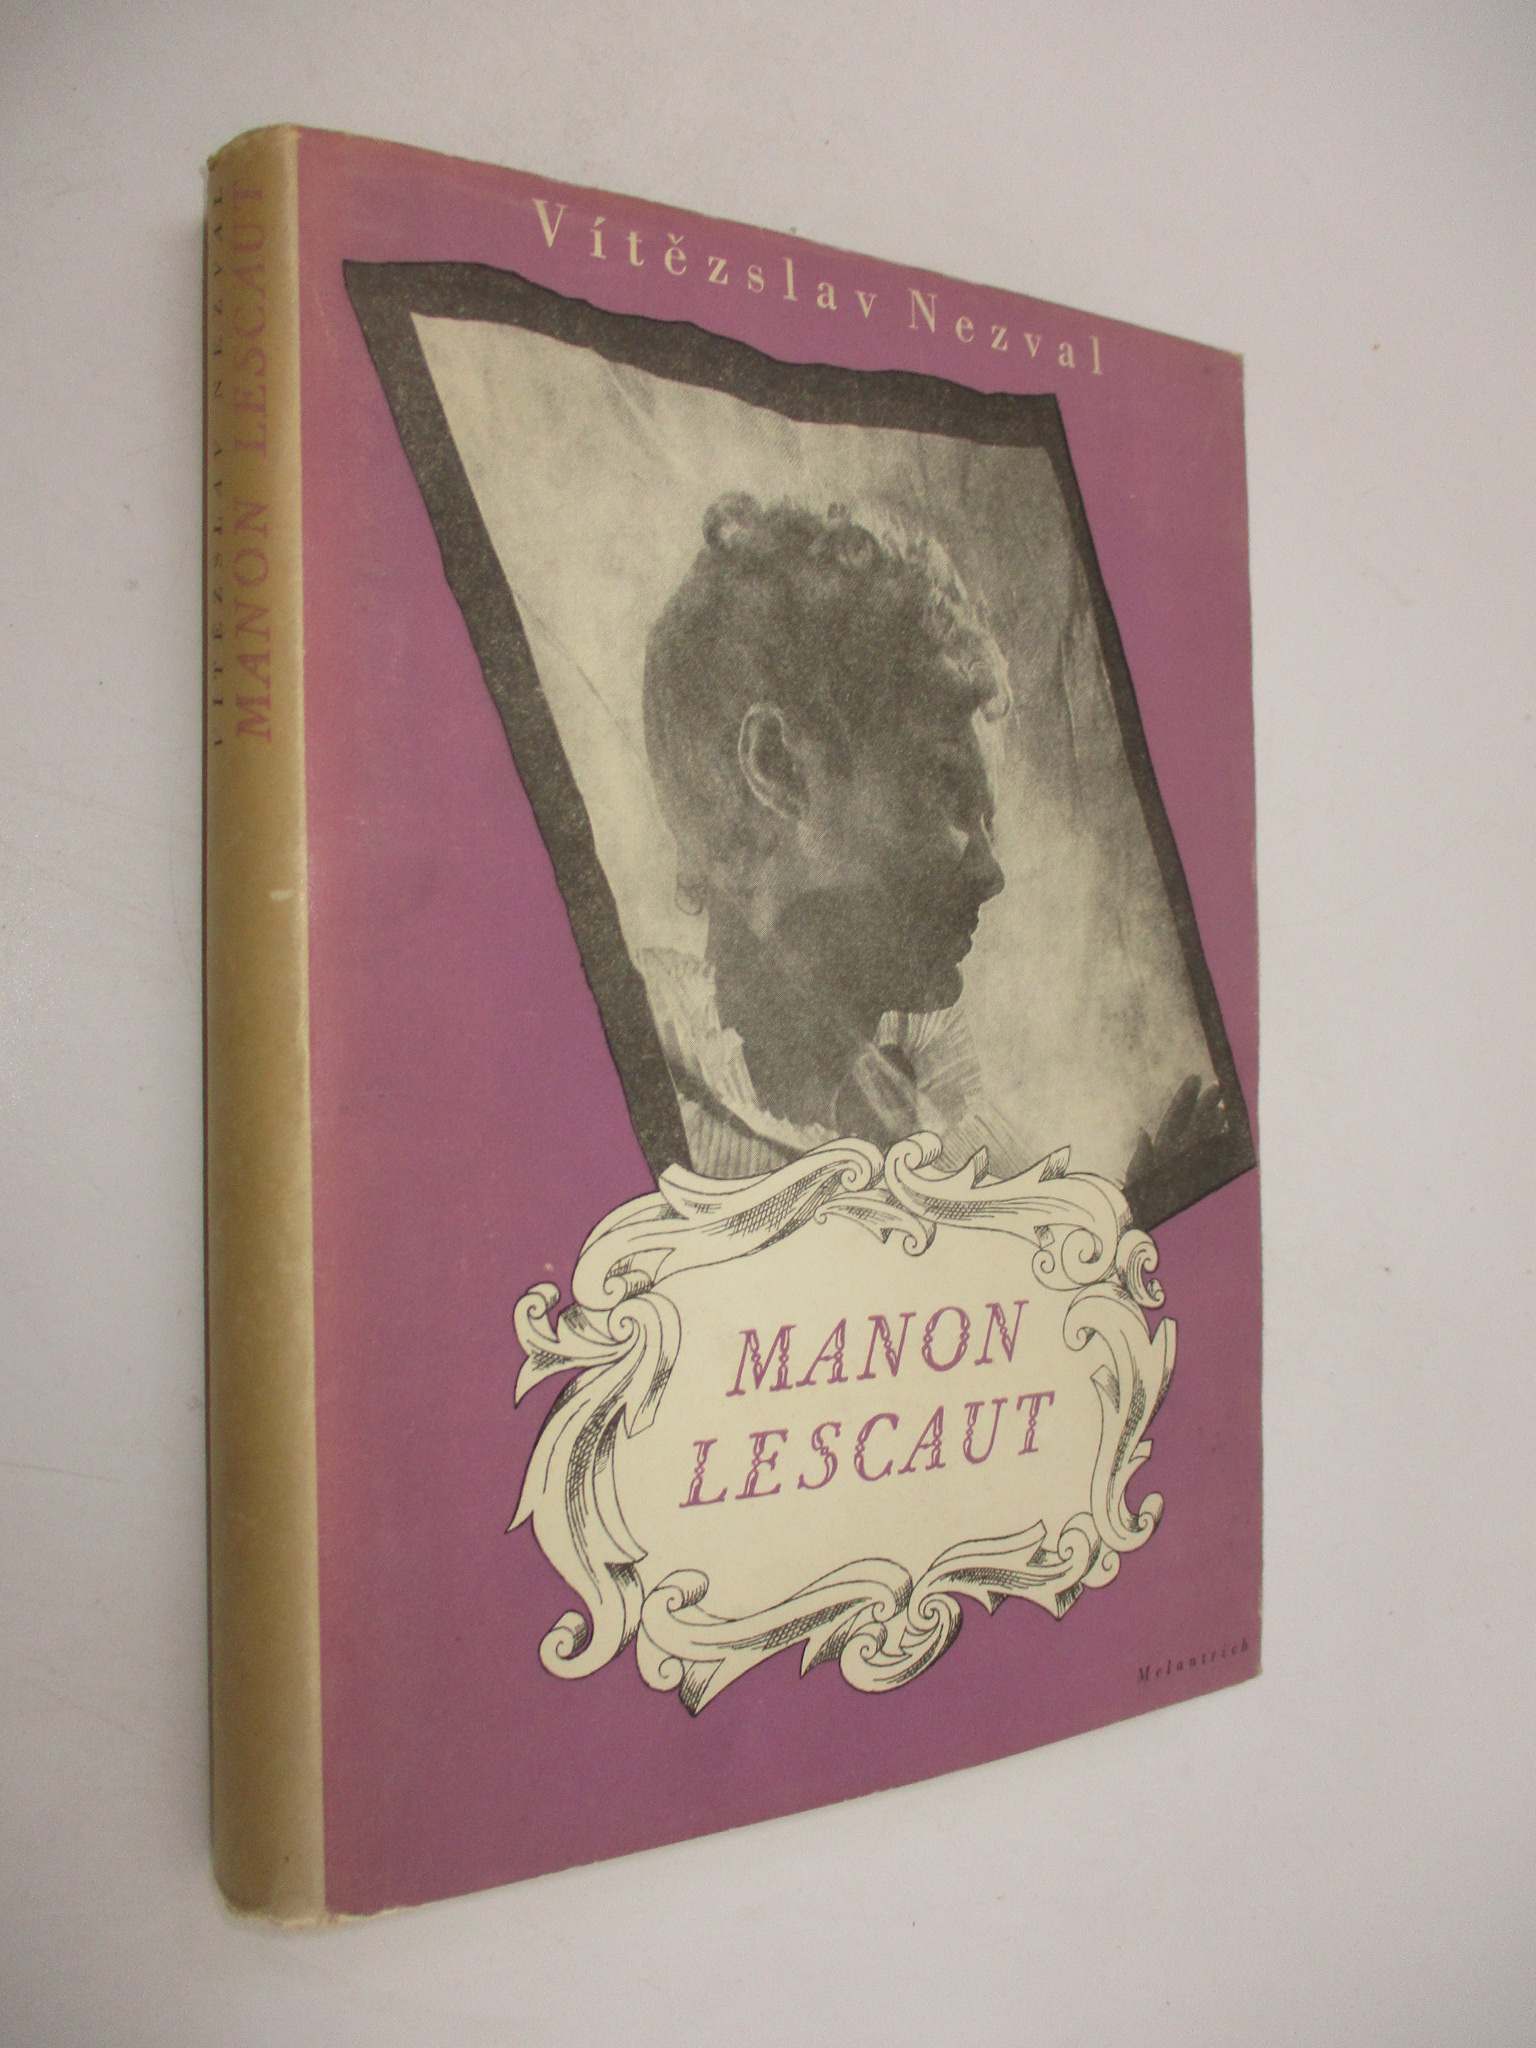 Vítězslav Nezval
MANON
LESCAUT
Melantrich
VÍTĚZSLAV NEZVAL
MANON LESCAUT